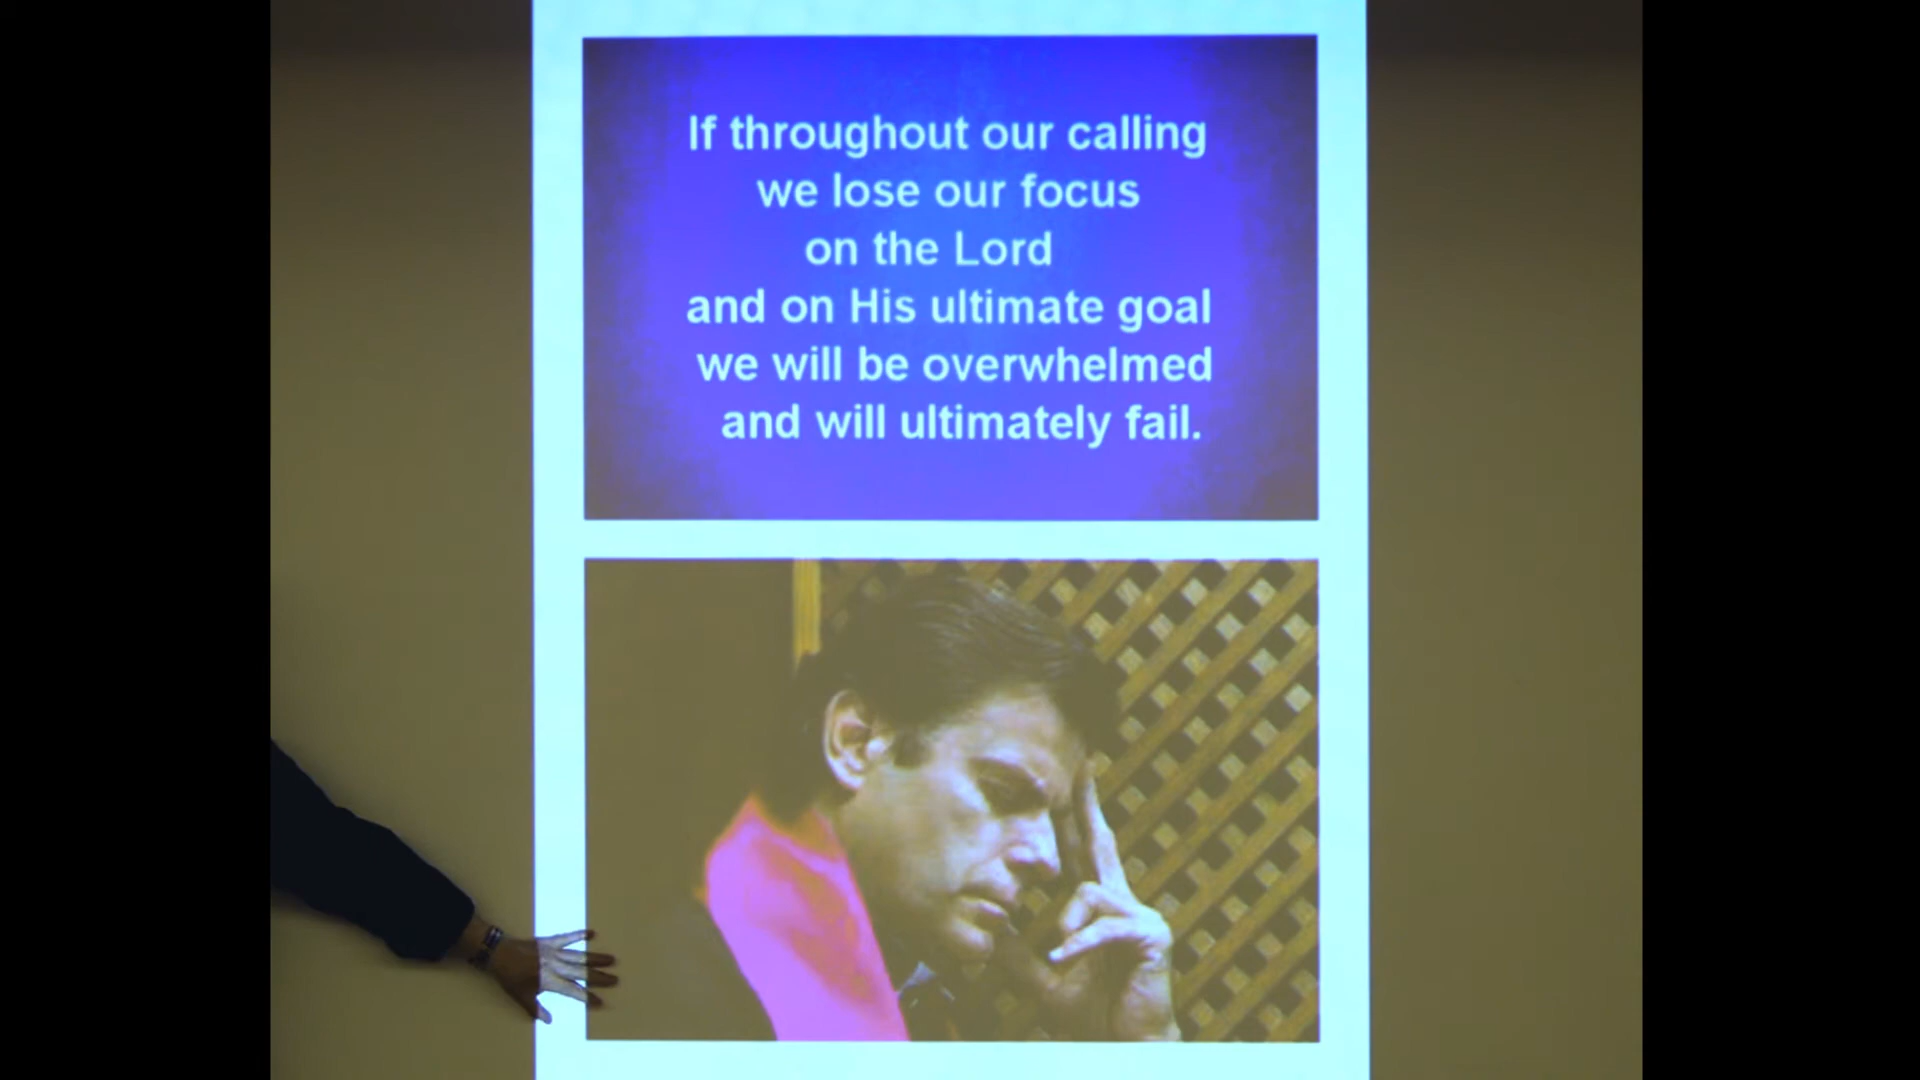 If throughout our calling
we lose our focus
on the Lord
and on His ultimate goal
we will be overwhelmed
and will ultimately fail.